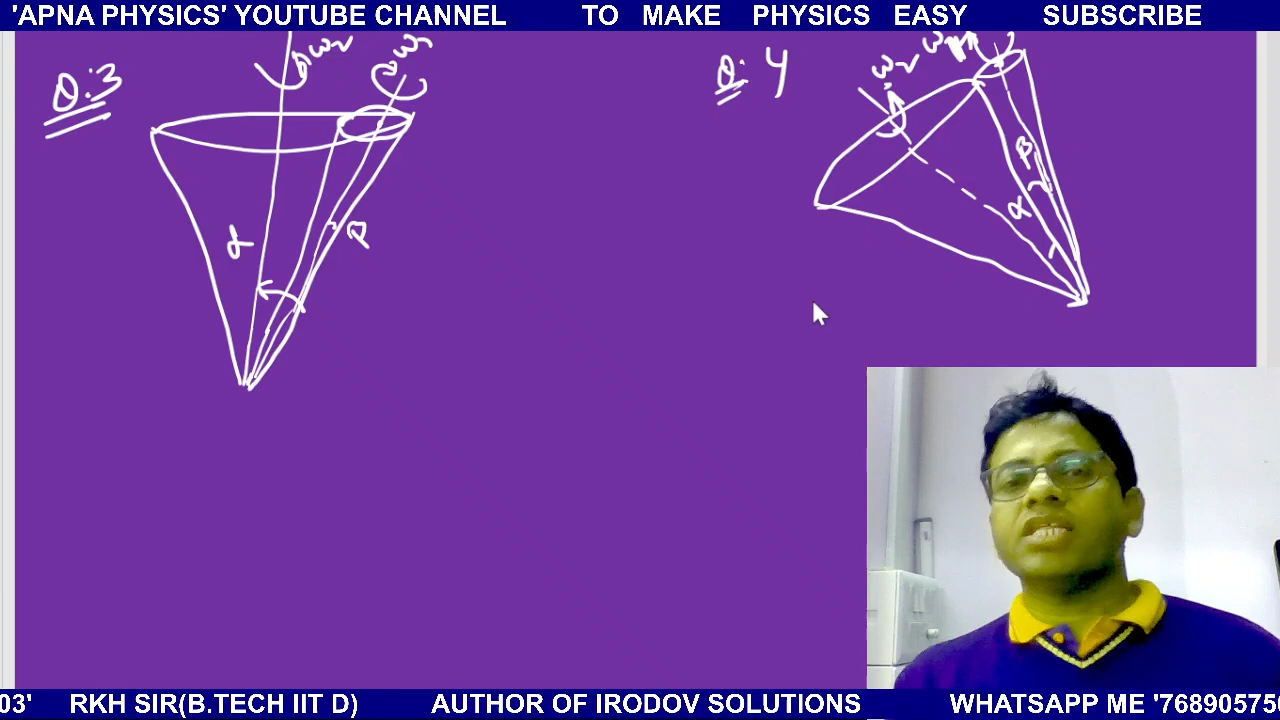 'APNA PHYSICS' YOUTUBE CHANNEL TO MAKE PHYSICS EASY SUBSCRIBE
Q:3
ω2
ω1
Q: 4
ω2
ω
α
β
β
α
03' RKH SIR(B.TECH IIT D) AUTHOR OF IRODOV SOLUTIONS WHATSAPP ME '76890575